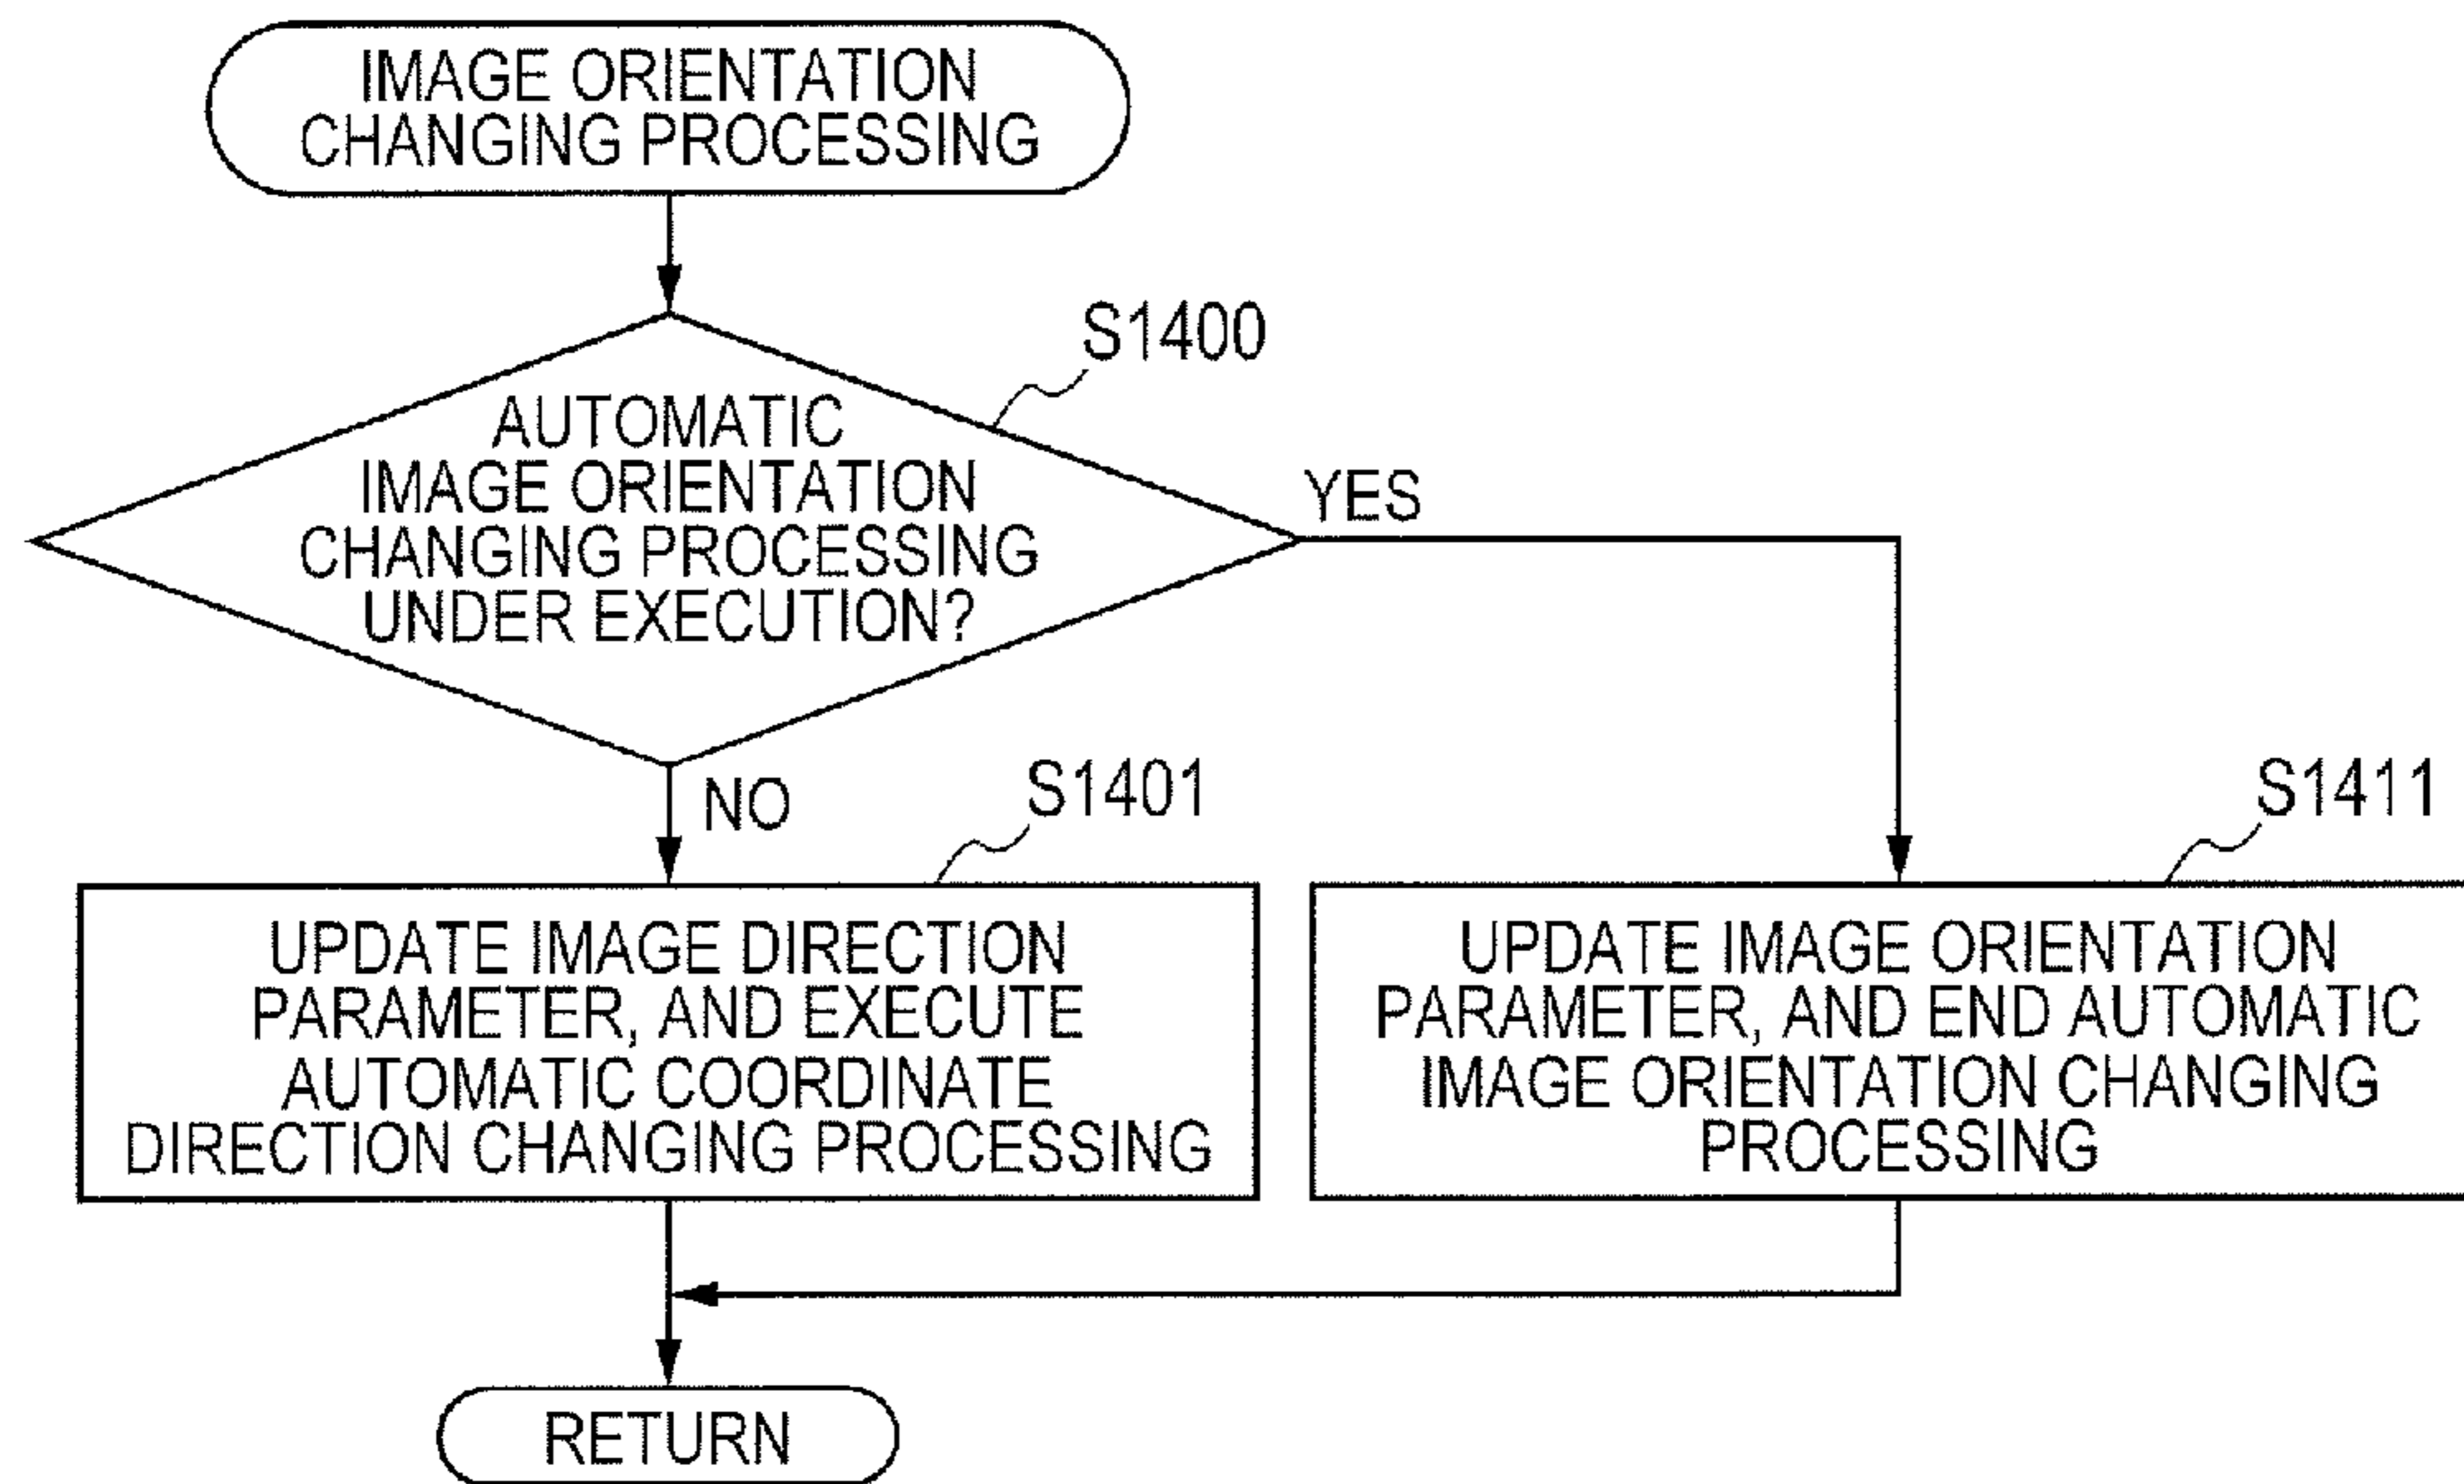 IMAGE ORIENTATION
CHANGING PROCESSING
S1400
AUTOMATIC
IMAGE ORIENTATION
CHANGING PROCESSING
UNDER EXECUTION?
YES
NO
S1401
UPDATE IMAGE DIRECTION
PARAMETER, AND EXECUTE
AUTOMATIC COORDINATE
DIRECTION CHANGING PROCESSING
S1411
UPDATE IMAGE ORIENTATION
PARAMETER, AND END AUTOMATIC
IMAGE ORIENTATION CHANGING
PROCESSING
RETURN